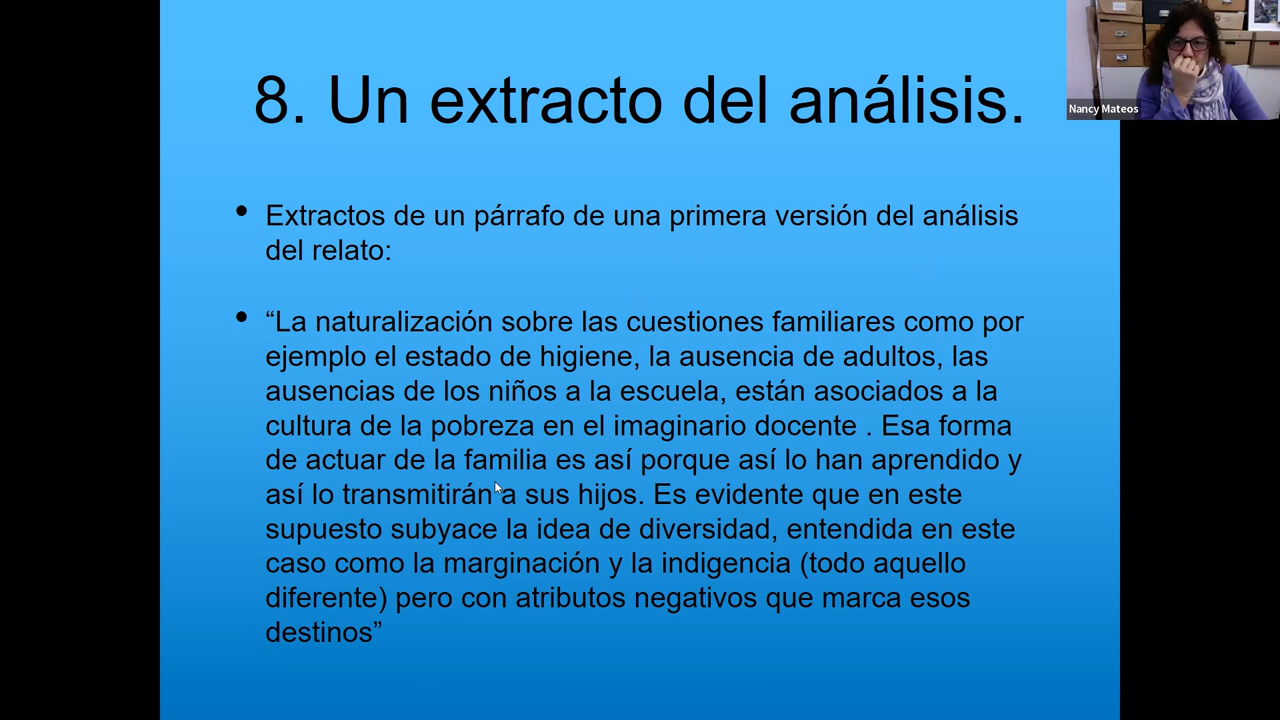 8. Un extracto del análisis.
Nancy Mateos
• Extractos de un párrafo de una primera versión del análisis
del relato:
• “La naturalización sobre las cuestiones familiares como por
ejemplo el estado de higiene, la ausencia de adultos, las
ausencias de los niños a la escuela, están asociados a la
cultura de la pobreza en el imaginario docente . Esa forma
de actuar de la familia es así porque así lo han aprendido y
así lo transmitirán a sus hijos. Es evidente que en este
supuesto subyace la idea de diversidad, entendida en este
caso como la marginación y la indigencia (todo aquello
diferente) pero con atributos negativos que marca esos
destinos”